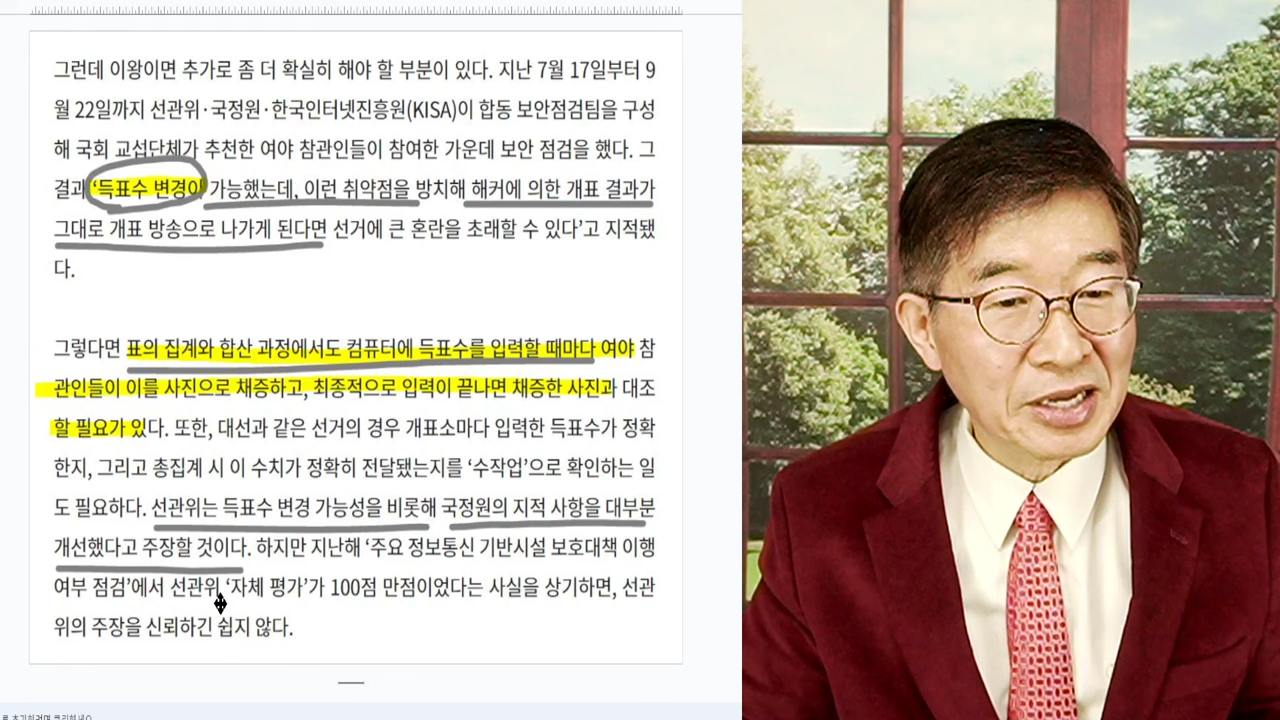 그런데 이왕이면 추가로 좀 더 확실히 해야 할 부분이 있다. 지난 7월 17일부터 9
월 22일까지 선관위·국정원·한국인터넷진흥원(KISA)이 합동 보안점검팀을 구성
해 국회 교섭단체가 추천한 여야 참관인들이 참여한 가운데 보안 점검을 했다. 그
결과 ‘득표수 변경이 가능했는데, 이런 취약점을 방치해 해커에 의한 개표 결과가
그대로 개표 방송으로 나가게 된다면 선거에 큰 혼란을 초래할 수 있다’고 지적됐
다.
그렇다면 표의 집계와 합산 과정에서도 컴퓨터에 득표수를 입력할 때마다 여야 참
관인들이 이를 사진으로 채증하고, 최종적으로 입력이 끝나면 채증한 사진과 대조
할 필요가 있다. 또한, 대선과 같은 선거의 경우 개표소마다 입력한 득표수가 정확
한지, 그리고 총집계 시 이 수치가 정확히 전달됐는지를 ‘수작업’으로 확인하는 일
도 필요하다. 선관위는 득표수 변경 가능성을 비롯해 국정원의 지적 사항을 대부분
개선했다고 주장할 것이다. 하지만 지난해 ‘주요 정보통신 기반시설 보호대책 이행
여부 점검’에서 선관위 ‘자체 평가’가 100점 만점이었다는 사실을 상기하면, 선관
위의 주장을 신뢰하긴 쉽지 않다.